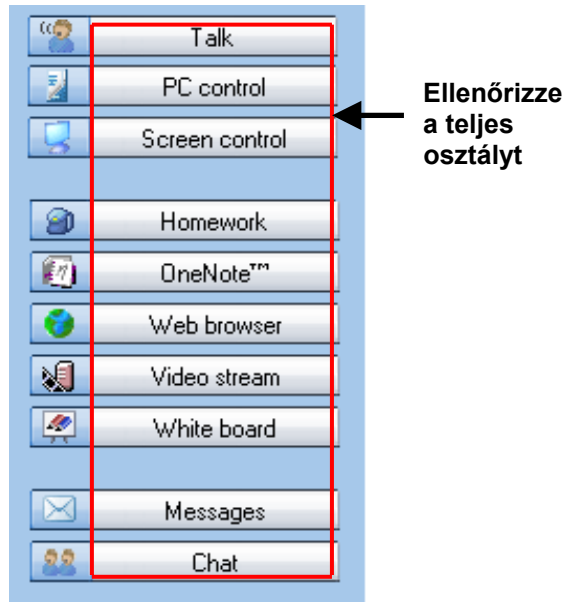 Talk
PC control
Screen control
Homework
OneNote™
Web browser
Video stream
White board
Messages
Chat
Ellenőrizze
a teljes
osztályt